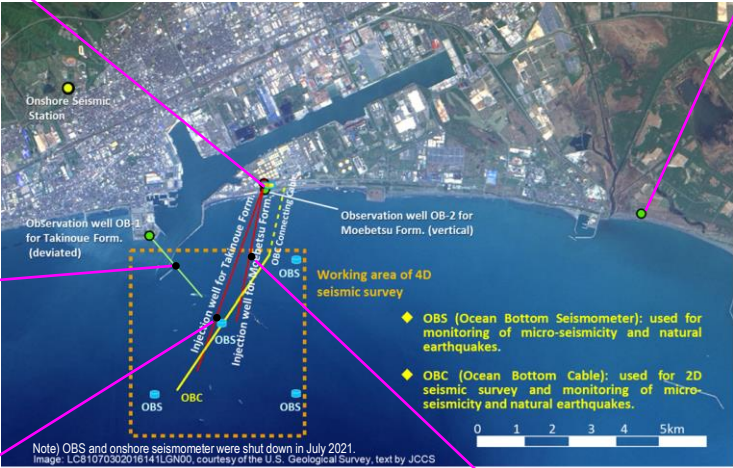 Onshore Seismic
Station
Observation well OB-1
for Takinoue Form.
(deviated)
Injection well for Takinoue Form.
Injection well for Moebetsu Form.
OBC Connecting Cable
Observation well OB-2 for
Moebetsu Form. (vertical)
OBS
Working area of 4D
seismic survey
OBS
OBC
OBS
OBS
◆ OBS (Ocean Bottom Seismometer): used for
monitoring of micro-seismicity and natural
earthquakes.
◆ OBC (Ocean Bottom Cable): used for 2D
seismic survey and monitoring of micro-
seismicity and natural earthquakes.
0 1 2 3 4 5km
Note) OBS and onshore seismometer were shut down in July 2021.
Image: LC81070302016141LGN00, courtesy of the U.S. Geological Survey, text by JCCS